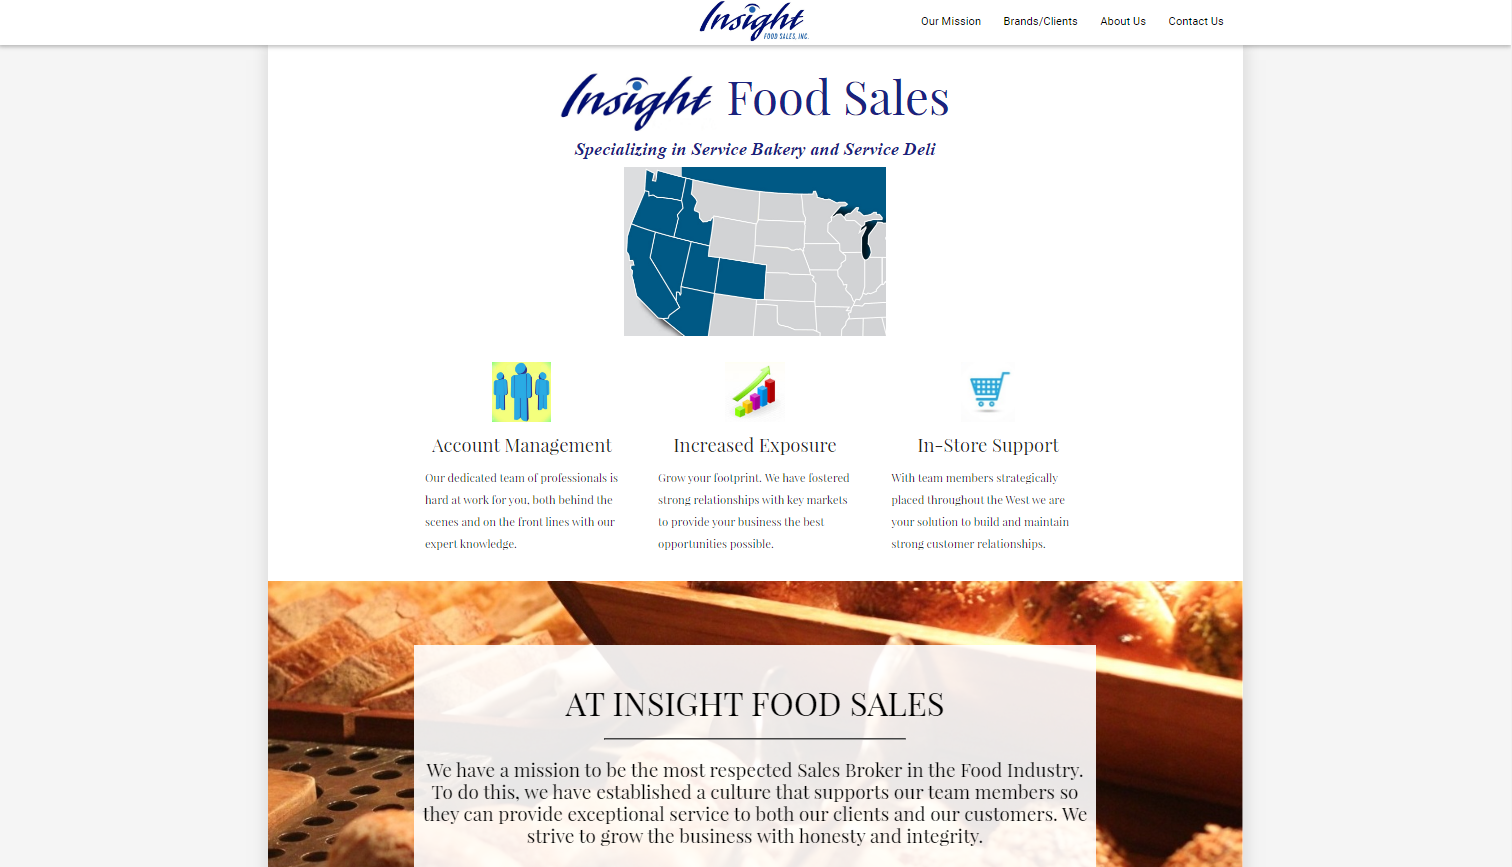 Insight
FOOD SALES, INC.
Our Mission
Brands/Clients
About Us
Contact Us
Insight Food Sales
Specializing in Service Bakery and Service Deli
Account Management
Our dedicated team of professionals is
hard at work for you, both behind the
scenes and on the front lines with our
expert knowledge.
Increased Exposure
Grow your footprint. We have fostered
strong relationships with key markets
to provide your business the best
opportunities possible.
In-Store Support
With team members strategically
placed throughout the West we are
your solution to build and maintain
strong customer relationships.
AT INSIGHT FOOD SALES
We have a mission to be the most respected Sales Broker in the Food Industry.
To do this, we have established a culture that supports our team members so
they can provide exceptional service to both our clients and our customers. We
strive to grow the business with honesty and integrity.